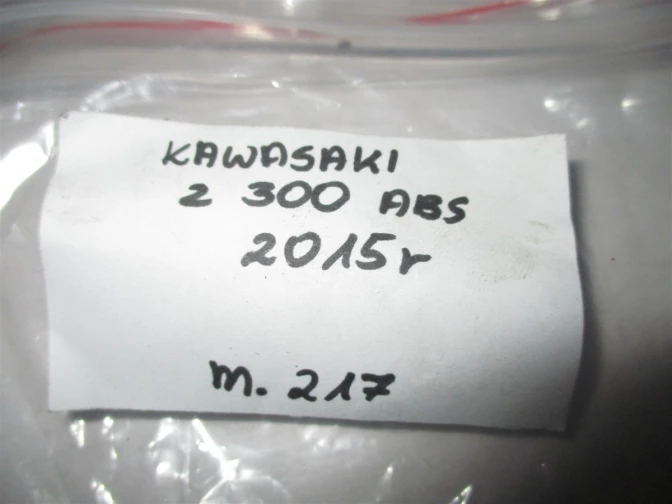 KAWASAKI
Z 300 ABS
2015r
m. 217